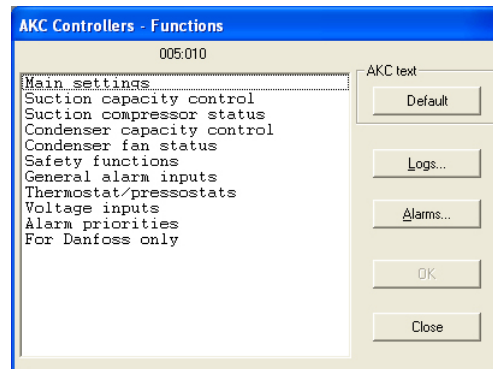 AKC Controllers - Functions
005:010
Main settings
Suction capacity control
Suction compressor status
Condenser capacity control
Condenser fan status
Safety functions
General alarm inputs
Thermostat/pressostats
Voltage inputs
Alarm priorities
For Danfoss only
AKC text
Default
Logs...
Alarms...
OK
Close